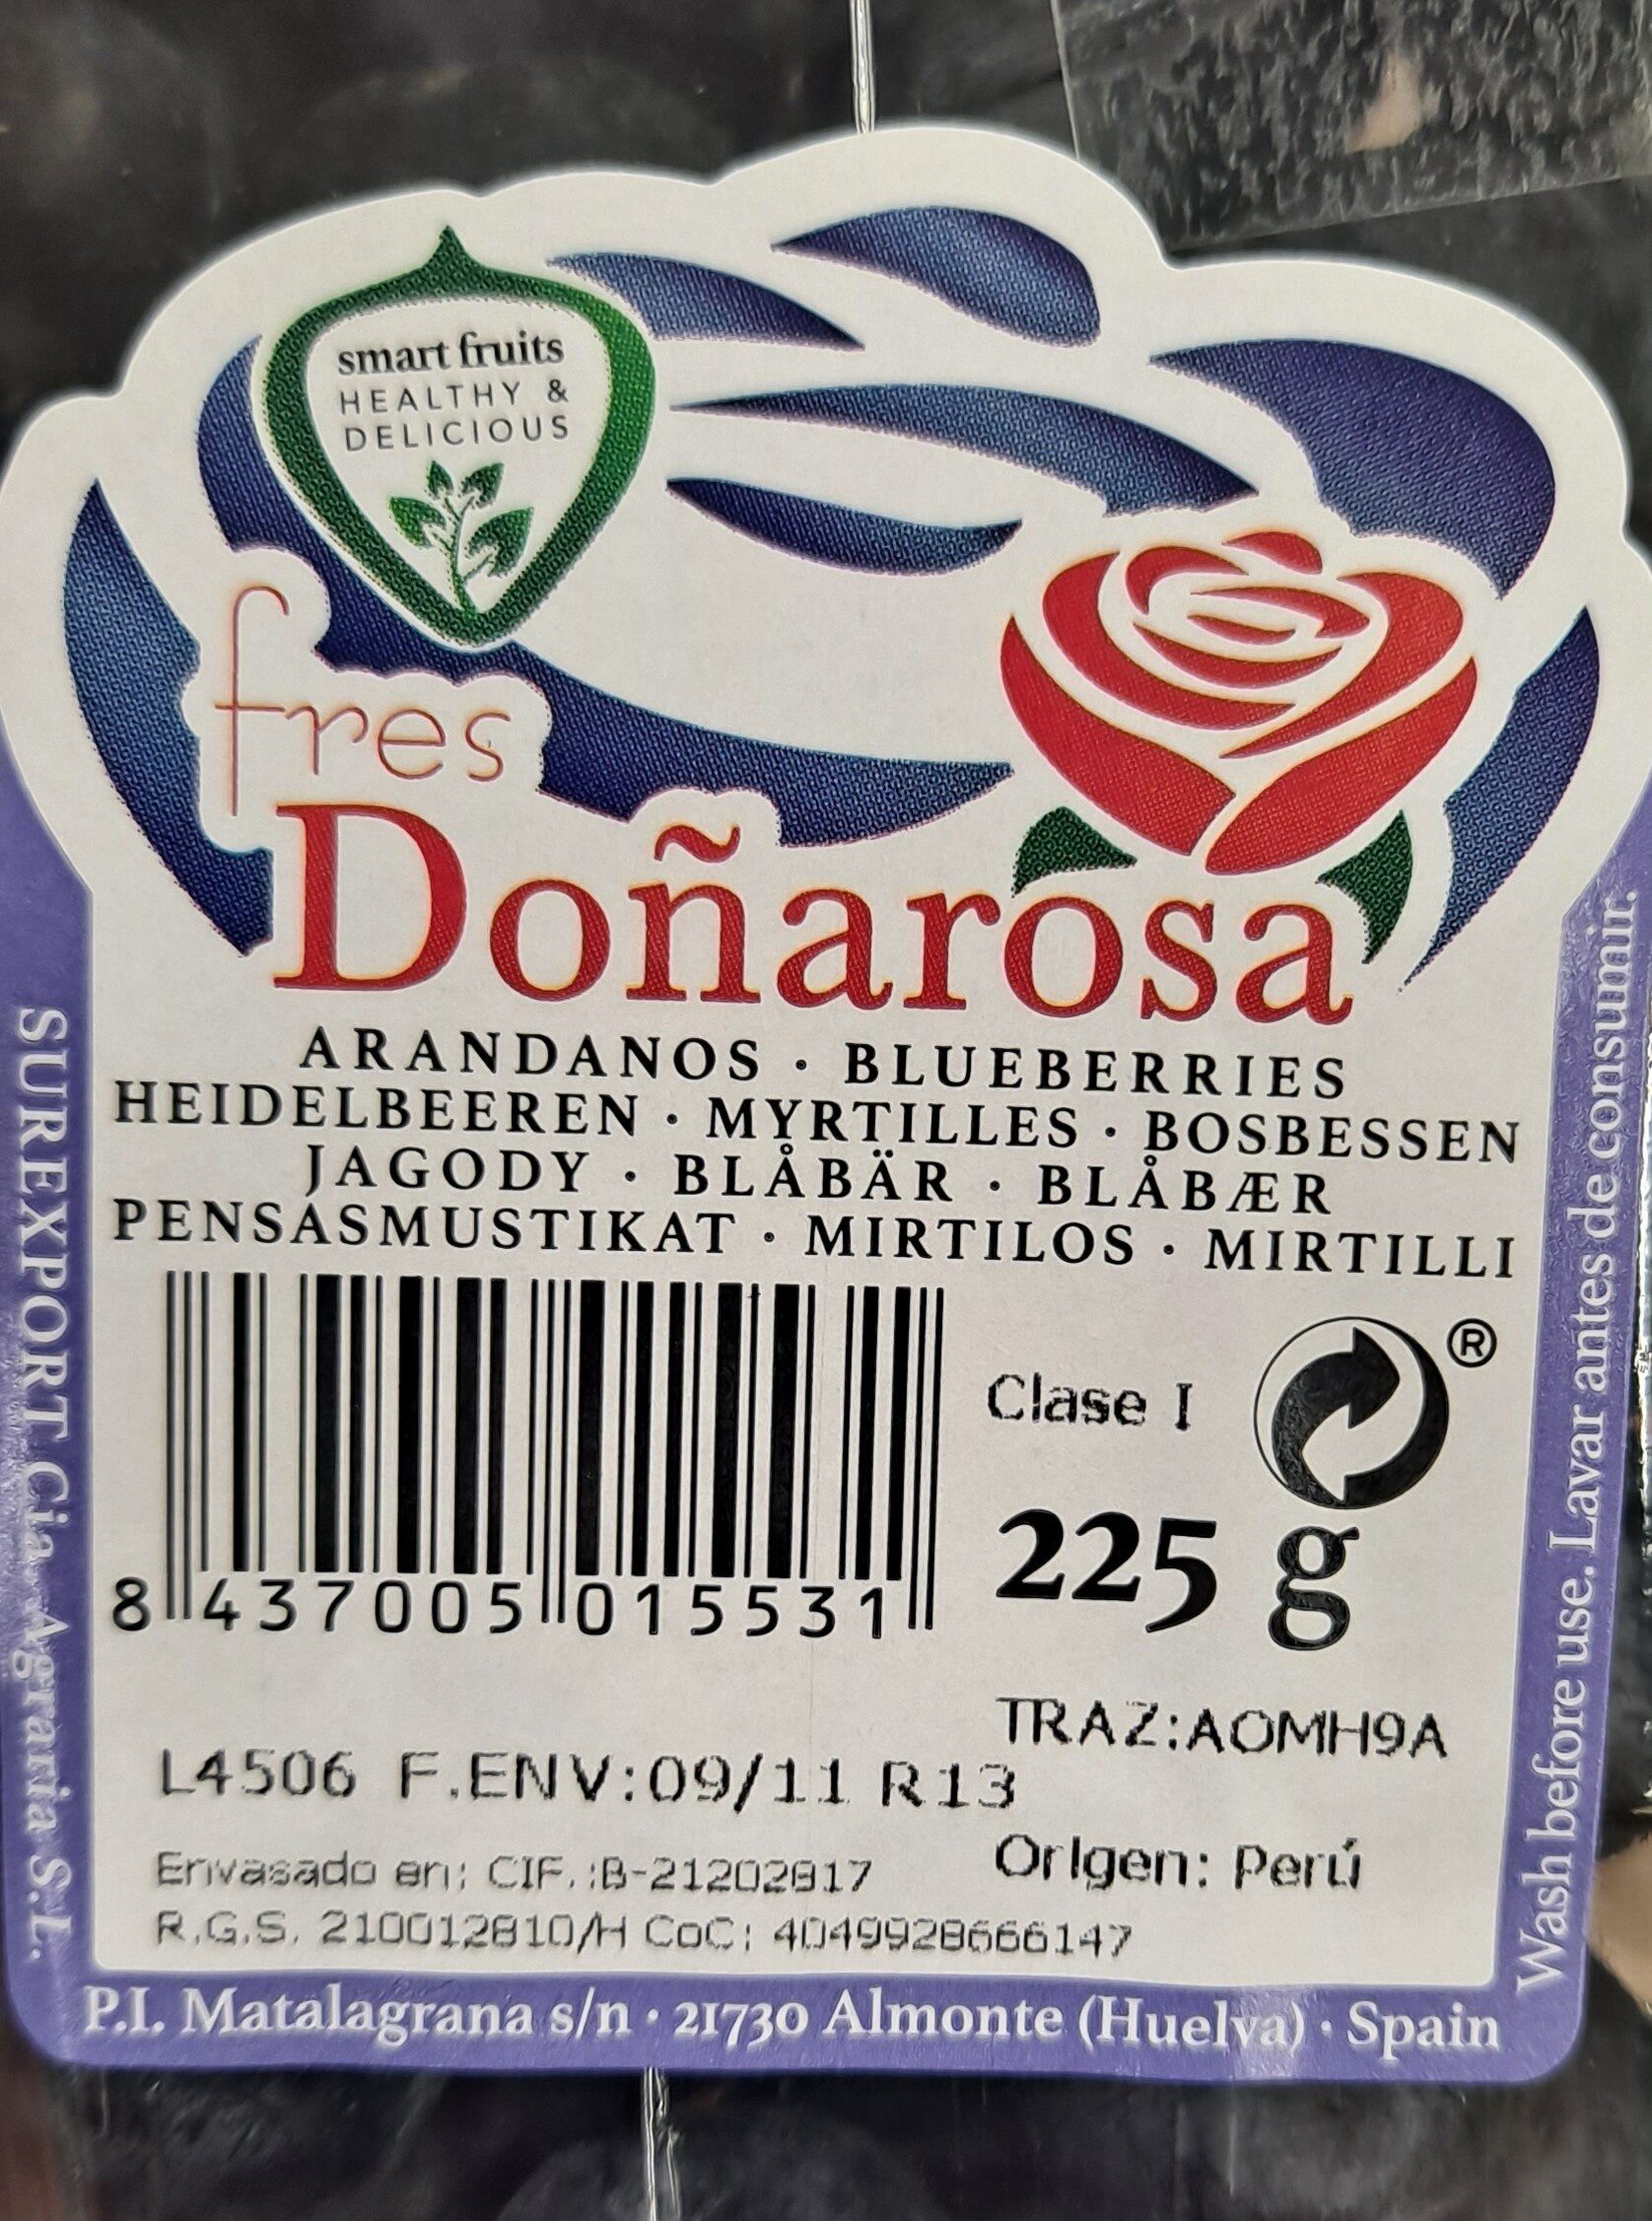 smart fruits
HEALTHY &
DELICIOUS
fres
Doñarosa
ARANDANOS · BLUEBERRIES
HEIDELBEEREN · MYRTILLES · BOSBESSEN
JAGODY · BLÅBÄR · BLÅBÆR
PENSASMUSTIKAT · MIRTILOS · MIRTILLI
Clase I
®
225 g
8 437005 015531
TRAZ:AOMH9A
L4506 F.ENV:09/11 R13
Origen: Perú
Envasado en: CIF.:B-21202817
R.G.S. 210012810/H CoC: 4049928666147
SUREXPORT Cia. Agraria S.L.
P.I. Matalagrana s/n · 21730 Almonte (Huelva) · Spain
Wash before use. Lavar antes de consumir.